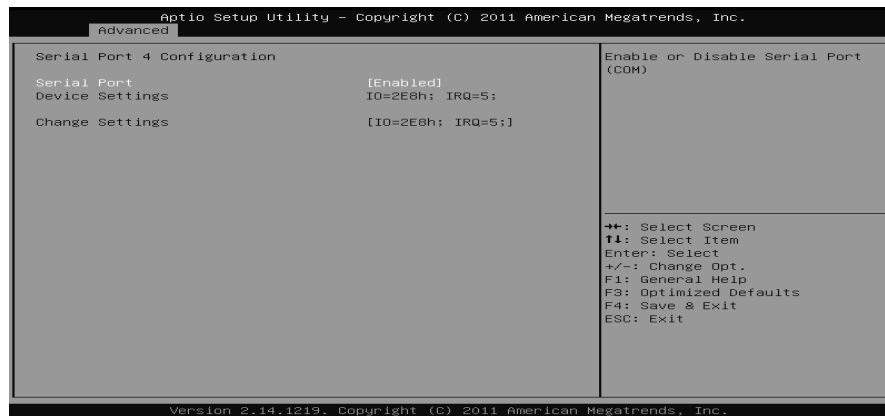 Aptio Setup Utility – Copyright (C) 2011 American Megatrends, Inc.
Advanced
Serial Port 4 Configuration
Serial Port [Enabled]
Device Settings IO=2E8h; IRQ=5;
Change Settings [IO=2E8h; IRQ=5;]
Enable or Disable Serial Port
(COM)
→←: Select Screen
↑↓: Select Item
Enter: Select
+/-: Change Opt.
F1: General Help
F3: Optimized Defaults
F4: Save & Exit
ESC: Exit
Version 2.14.1219. Copyright (C) 2011 American Megatrends, Inc.